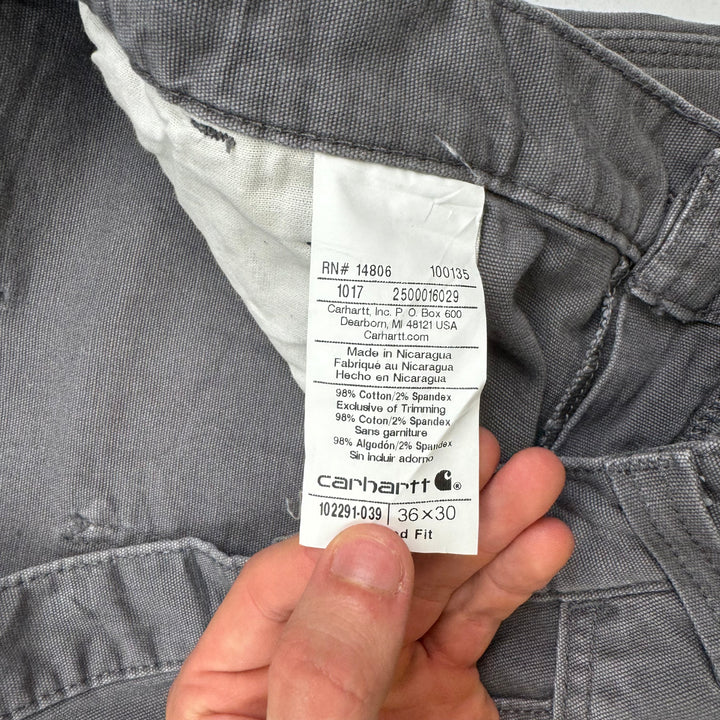 RN# 14806 100135
1017 2500016029
Carhartt, Inc. P.O. Box 600
Dearborn, MI 48121 USA
Carhartt.com
Made in Nicaragua
Fabriqué au Nicaragua
Hecho en Nicaragua
98% Cotton/2% Spandex
Exclusive of Trimming
98% Coton/2% Spandex
Sans garniture
98% Algodón/2% Spandex
Sin incluir adorno
carhartt ®
102291-039 36×30
Fit